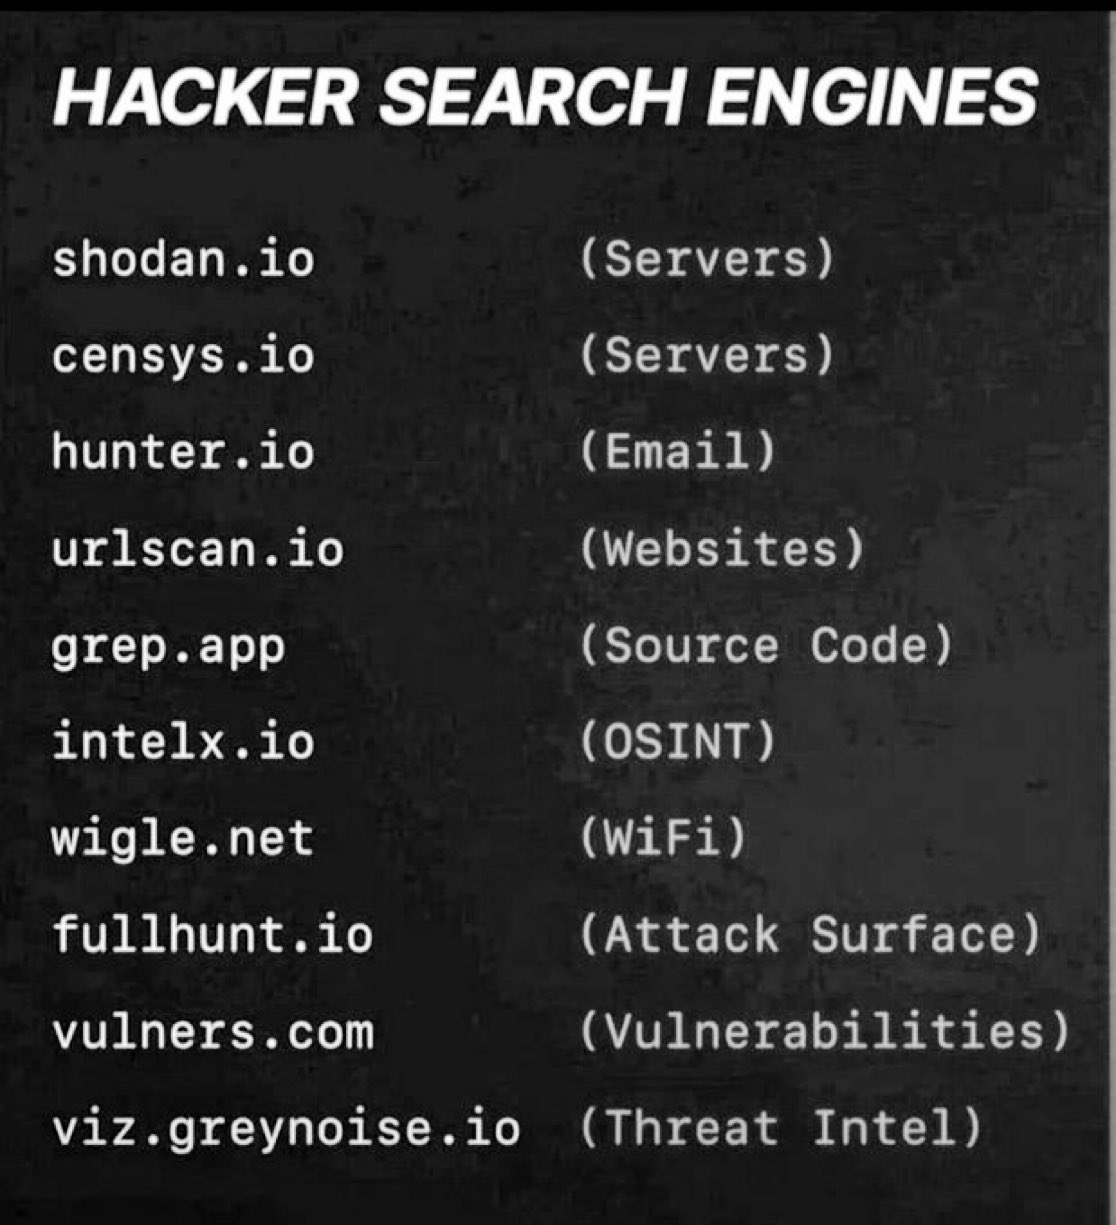 HACKER SEARCH ENGINES
shodan.io (Servers)
censys.io (Servers)
hunter.io (Email)
urlscan.io (Websites)
grep.app (Source Code)
intelx.io (OSINT)
wigle.net (WiFi)
fullhunt.io (Attack Surface)
vulners.com (Vulnerabilities)
viz.greynoise.io (Threat Intel)